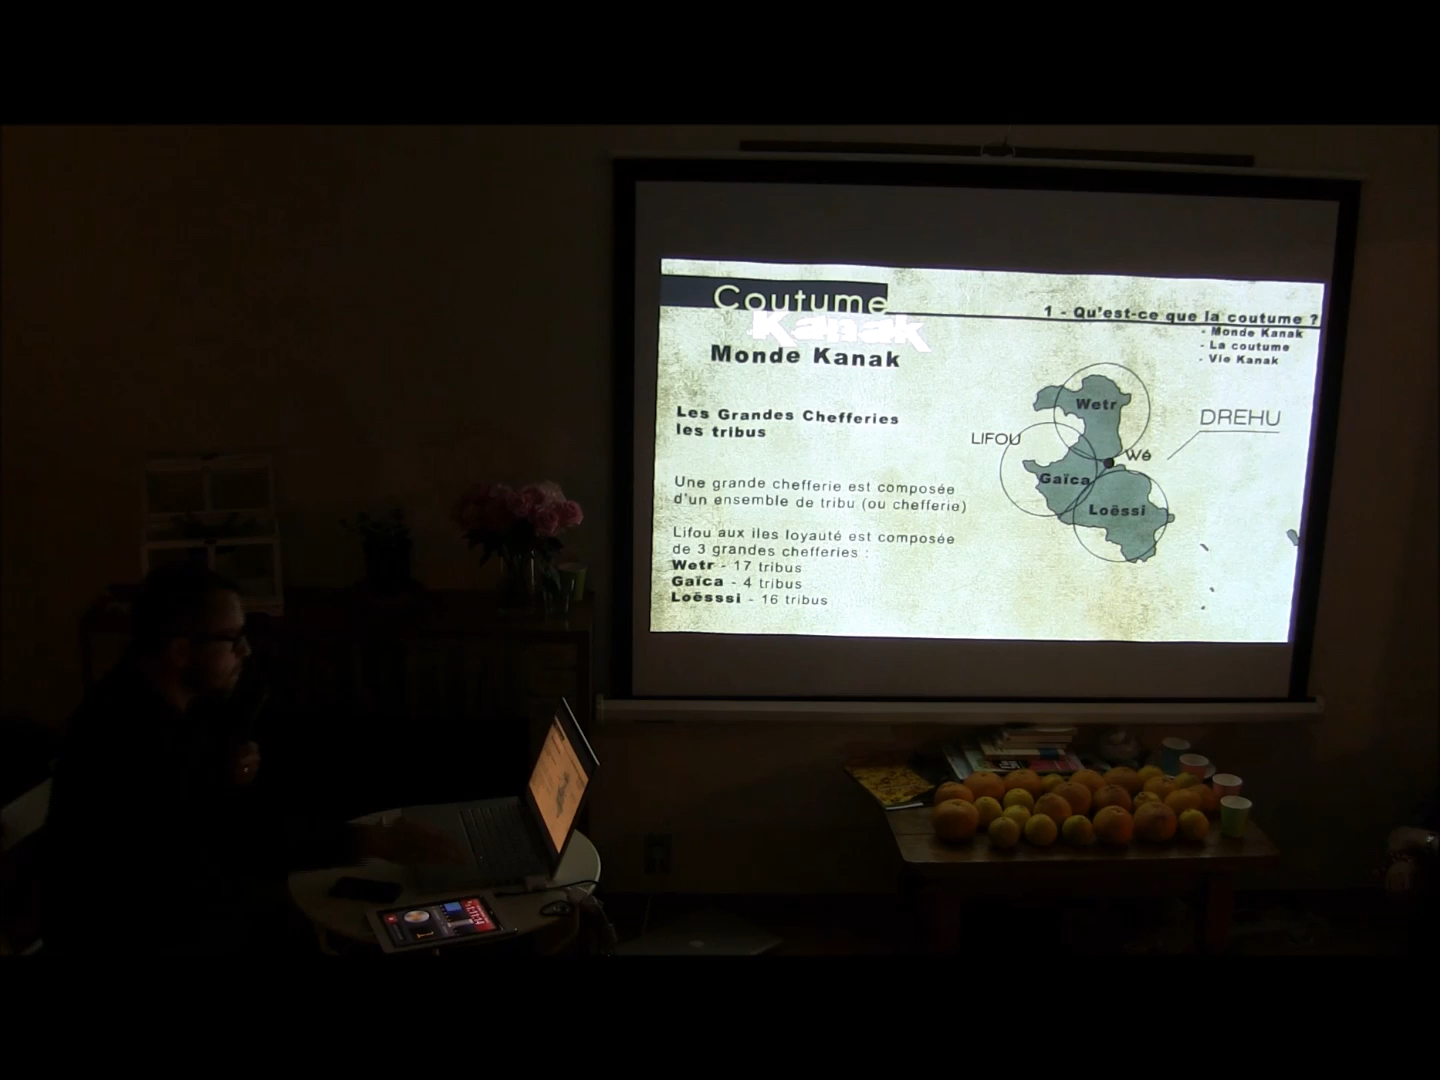 Coutume
Kanak
1 - Qu'est-ce que la coutume ?
- Monde Kanak
- La coutume
- Vie Kanak
Monde Kanak
Les Grandes Chefferies
les tribus
Une grande chefferie est composée
d'un ensemble de tribu (ou chefferie)
Lifou aux iles loyauté est composée
de 3 grandes chefferies :
Wetr - 17 tribus
Gaïca - 4 tribus
Loësssi - 16 tribus
Wetr
LIFOU
DREHU
Wé
Gaïca
Loëssi